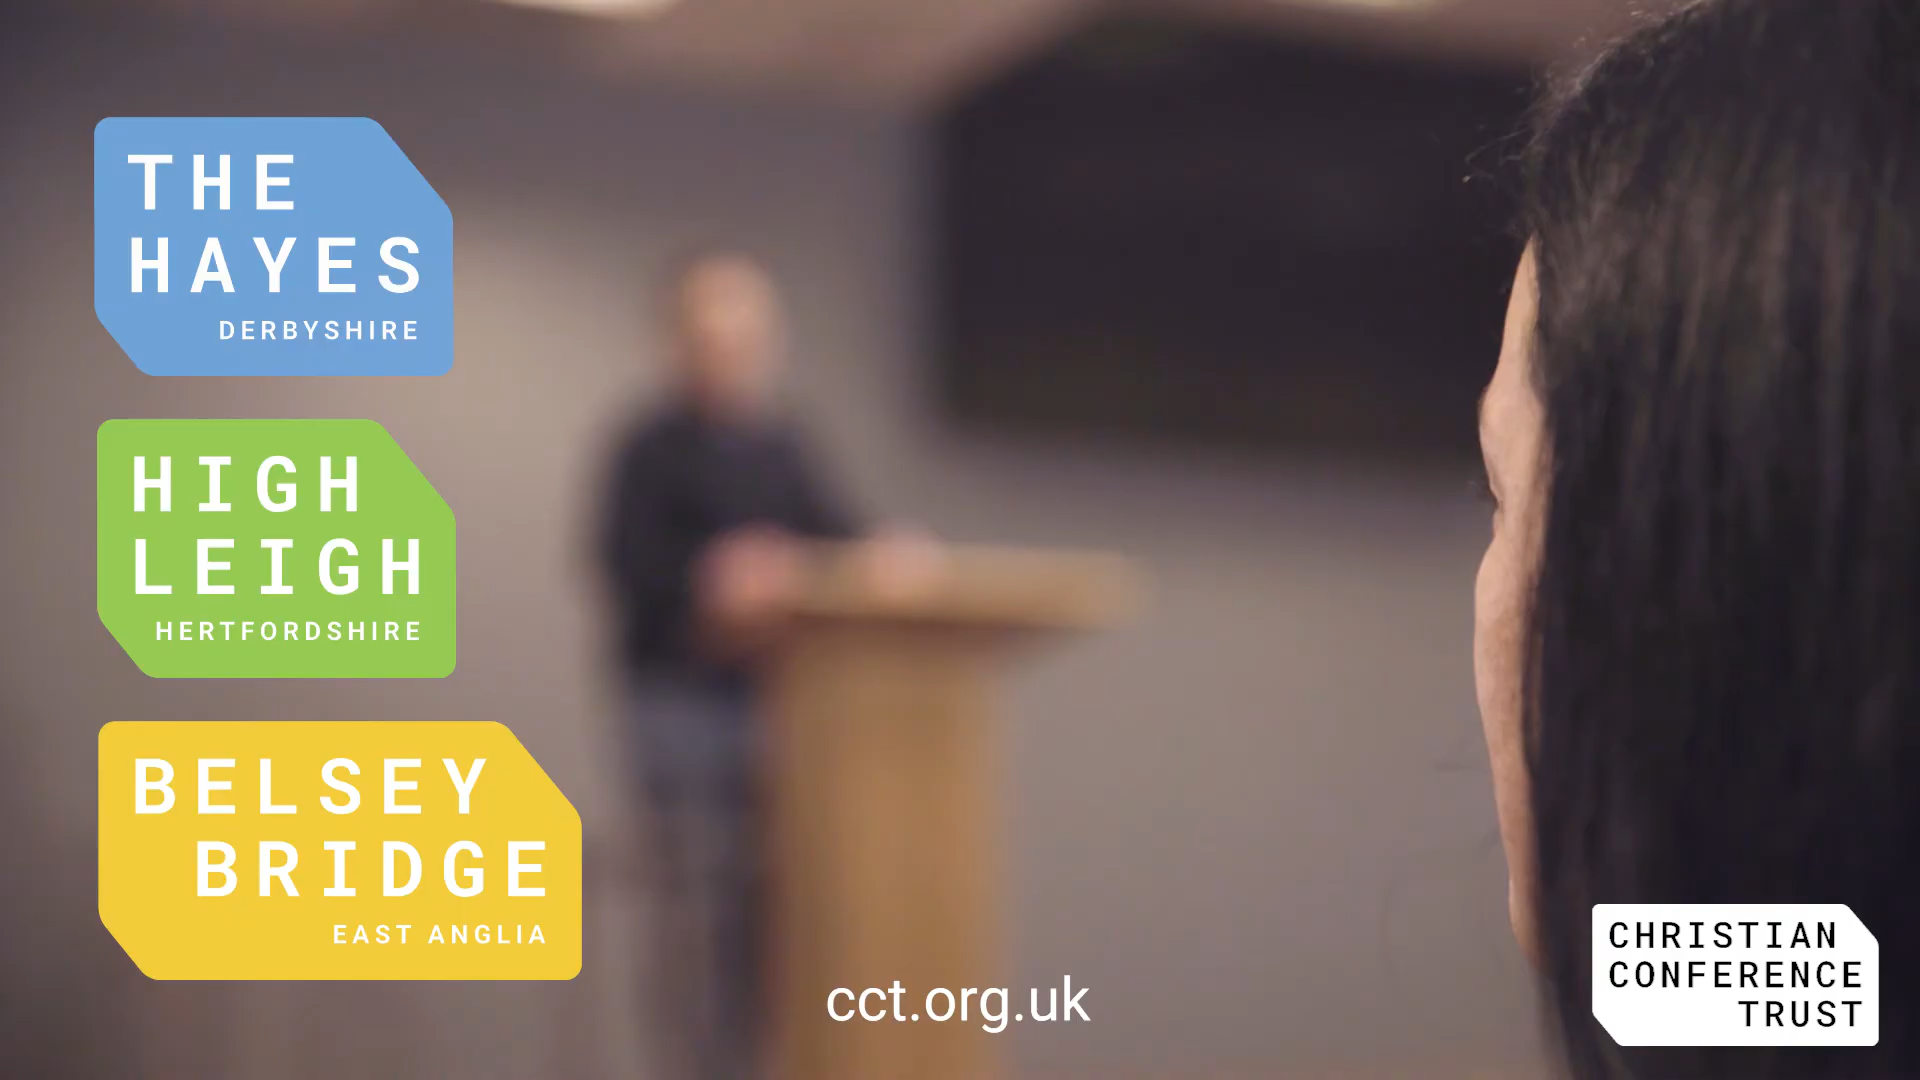 THE
HAYES
DERBYSHIRE
HIGH
LEIGH
HERTFORDSHIRE
BELSEY
BRIDGE
EAST ANGLIA
cct.org.uk
CHRISTIAN
CONFERENCE
TRUST